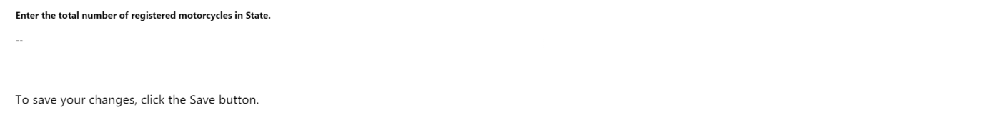 Enter the total number of registered motorcycles in State.
--
To save your changes, click the Save button.